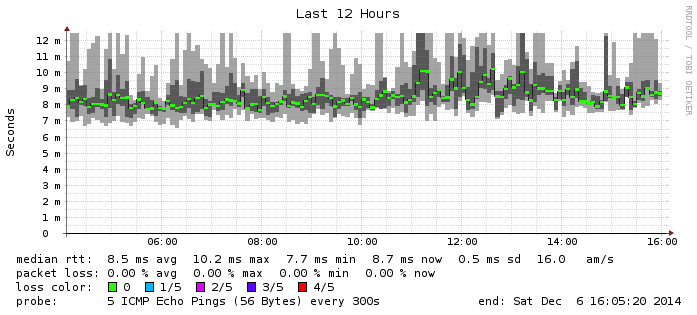 Last 12 Hours
RRDTOOL / TOBI OETIKER
Seconds
12 m
11 m
10 m
9 m
8 m
7 m
6 m
5 m
4 m
3 m
2 m
1 m
0
06:00 08:00 10:00 12:00 14:00 16:00
median rtt: 8.5 ms avg 10.2 ms max 7.7 ms min 8.7 ms now 0.5 ms sd 16.0 am/s
packet loss: 0.00 % avg 0.00 % max 0.00 % min 0.00 % now
loss color: 0 1/5 2/5 3/5 4/5
probe: 5 ICMP Echo Pings (56 Bytes) every 300s end: Sat Dec 6 16:05:20 2014